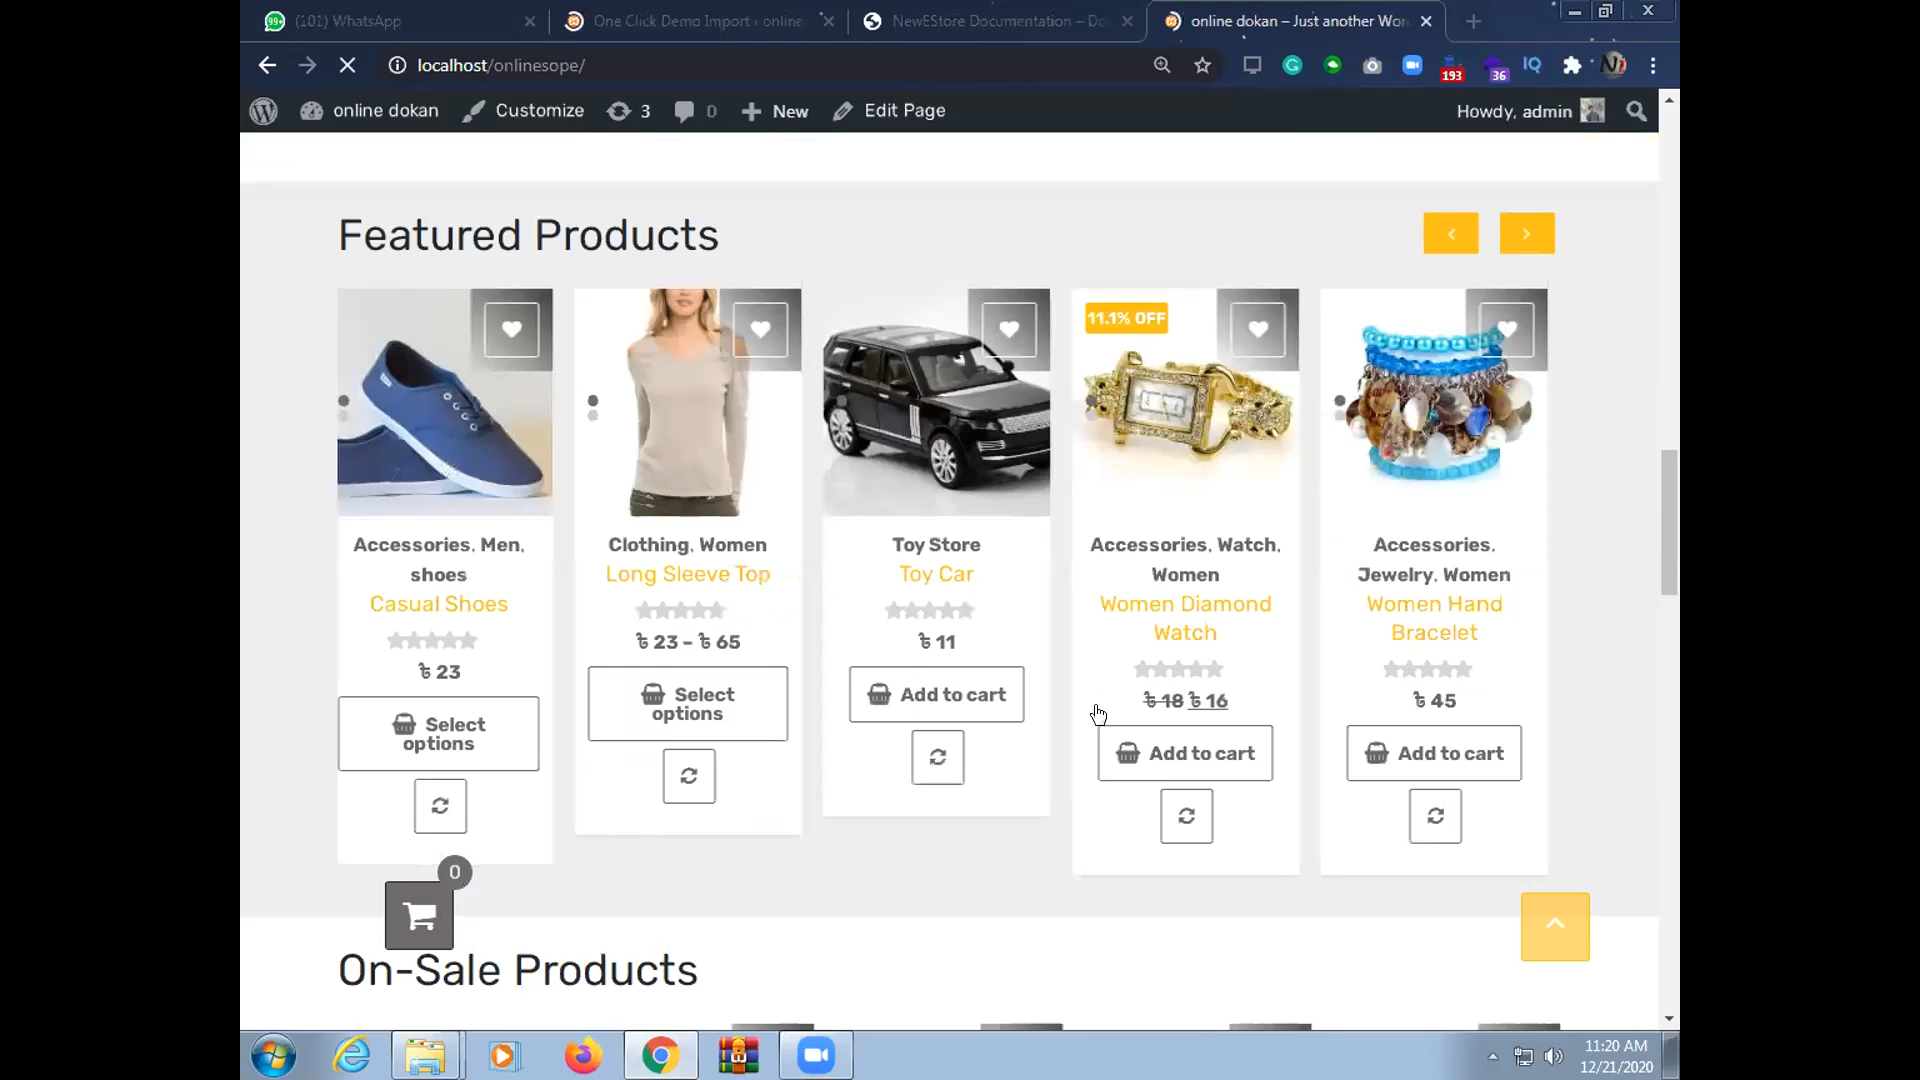 99+ (101) WhatsApp
One Click Demo Import ‹ online
NewEStore Documentation – Do
online dokan – Just another Wor
localhost/onlinesope/
193
36
IQ
online dokan
Customize
3
0
New
Edit Page
Howdy, admin
Featured Products
11.1% OFF
Accessories, Men,
shoes
Casual Shoes
৳ 23
Select
options
Clothing, Women
Long Sleeve Top
৳ 23 – ৳ 65
Select
options
Toy Store
Toy Car
৳ 11
Add to cart
Accessories, Watch,
Women
Women Diamond
Watch
৳ 18 ৳ 16
Add to cart
Accessories,
Jewelry, Women
Women Hand
Bracelet
৳ 45
Add to cart
0
On-Sale Products
11:20 AM
12/21/2020